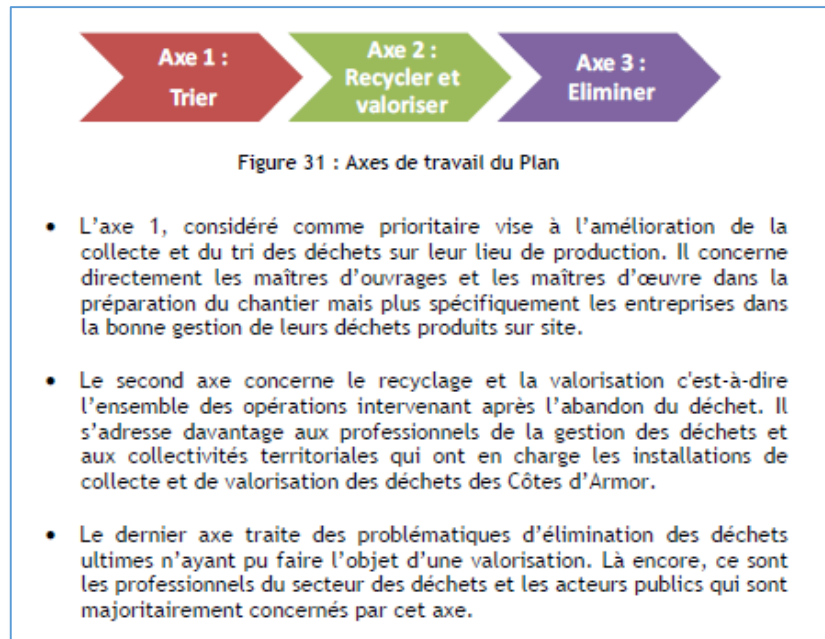 Axe 1 :
Trier
Axe 2 :
Recycler et
valoriser
Axe 3 :
Eliminer
Figure 31 : Axes de travail du Plan
• L'axe 1, considéré comme prioritaire vise à l'amélioration de la
collecte et du tri des déchets sur leur lieu de production. Il concerne
directement les maîtres d'ouvrages et les maîtres d'œuvre dans la
préparation du chantier mais plus spécifiquement les entreprises dans
la bonne gestion de leurs déchets produits sur site.
• Le second axe concerne le recyclage et la valorisation c'est-à-dire
l'ensemble des opérations intervenant après l'abandon du déchet. Il
s'adresse davantage aux professionnels de la gestion des déchets et
aux collectivités territoriales qui ont en charge les installations de
collecte et de valorisation des déchets des Côtes d'Armor.
• Le dernier axe traite des problématiques d'élimination des déchets
ultimes n'ayant pu faire l'objet d'une valorisation. Là encore, ce sont
les professionnels du secteur des déchets et les acteurs publics qui sont
majoritairement concernés par cet axe.